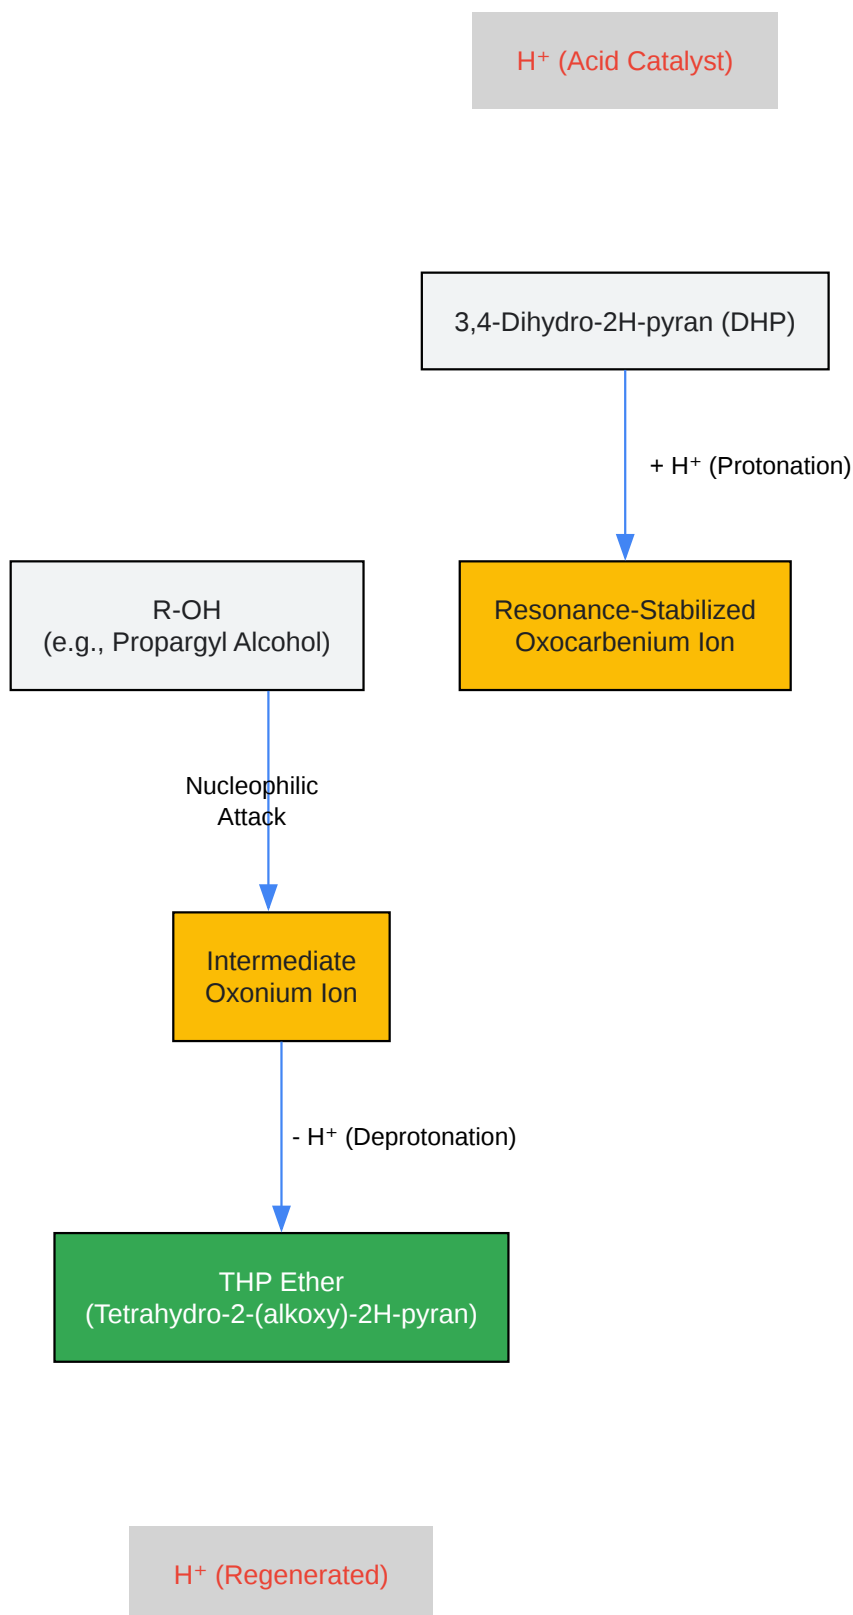 H⁺ (Acid Catalyst)
3,4-Dihydro-2H-pyran (DHP)
+ H⁺ (Protonation)
R-OH
(e.g., Propargyl Alcohol)
Resonance-Stabilized
Oxocarbenium Ion
Nucleophilic
Attack
Intermediate
Oxonium Ion
- H⁺ (Deprotonation)
THP Ether
(Tetrahydro-2-(alkoxy)-2H-pyran)
H⁺ (Regenerated)